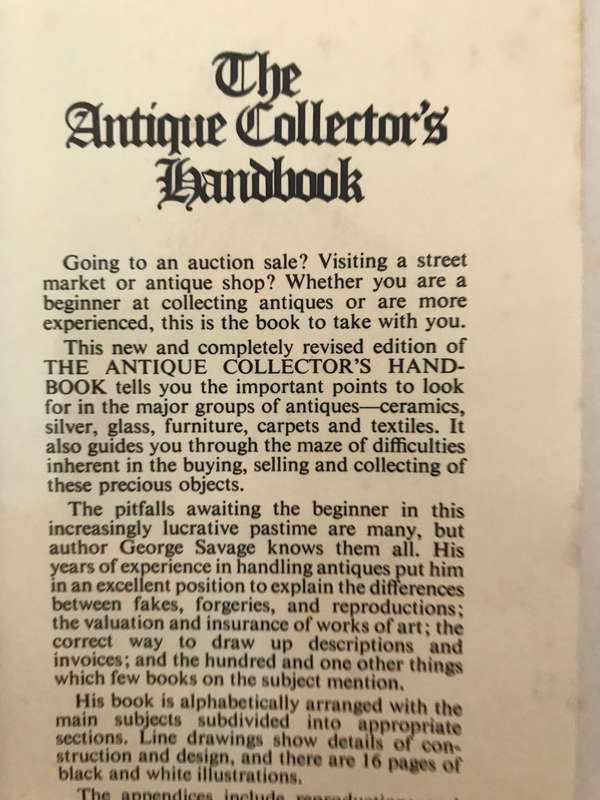 The
Antique Collector's
Handbook
Going to an auction sale? Visiting a street
market or antique shop? Whether you are a
beginner at collecting antiques or are more
experienced, this is the book to take with you.
This new and completely revised edition of
THE ANTIQUE COLLECTOR'S HAND-
BOOK tells you the important points to look
for in the major groups of antiques—ceramics,
silver, glass, furniture, carpets and textiles. It
also guides you through the maze of difficulties
inherent in the buying, selling and collecting of
these precious objects.
The pitfalls awaiting the beginner in this
increasingly lucrative pastime are many, but
author George Savage knows them all. His
years of experience in handling antiques put him
in an excellent position to explain the differences
between fakes, forgeries, and reproductions;
the valuation and insurance of works of art; the
correct way to draw up descriptions and
invoices; and the hundred and one other things
which few books on the subject mention.
His book is alphabetically arranged with the
main subjects subdivided into appropriate
sections. Line drawings show details of con-
struction and design, and there are 16 pages of
black and white illustrations.
The appendices include reproductions